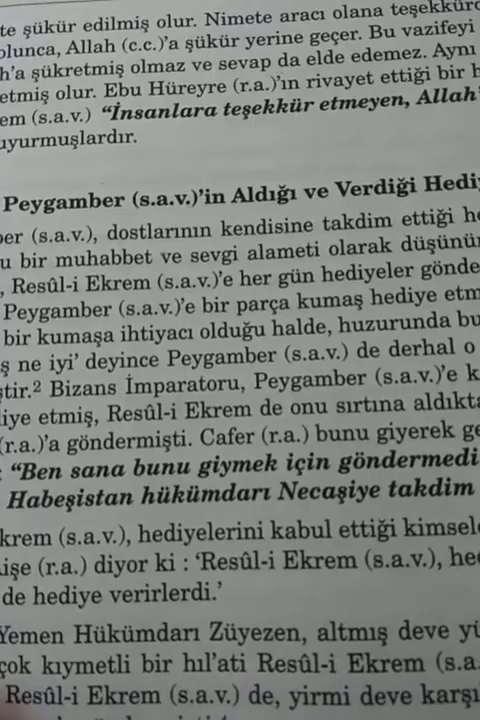 te şükür edilmiş olur. Nimete aracı olana teşekkür
olunca, Allah (c.c.)'a şükür yerine geçer. Bu vazifeyi
h'a şükretmiş olmaz ve sevap da elde edemez. Aynı
etmiş olur. Ebu Hüreyre (r.a.)'ın rivayet ettiği bir h
em (s.a.v.) “İnsanlara teşekkür etmeyen, Allah'
uyurmuşlardır.
Peygamber (s.a.v.)'in Aldığı ve Verdiği Hediy
ber (s.a.v.), dostlarının kendisine takdim ettiği he
u bir muhabbet ve sevgi alameti olarak düşünür
, Resûl-i Ekrem (s.a.v.)'e her gün hediyeler gönde
Peygamber (s.a.v.)'e bir parça kumaş hediye etm
bir kumaşa ihtiyacı olduğu halde, huzurunda bu
ş ne iyi’ deyince Peygamber (s.a.v.) de derhal o
ştir.² Bizans İmparatoru, Peygamber (s.a.v.)'e k
liye etmiş, Resûl-i Ekrem de onu sırtına aldıkta
(r.a.)'a göndermişti. Cafer (r.a.) bunu giyerek ge
: “Ben sana bunu giymek için göndermedi
Habeşistan hükümdarı Necaşiye takdim
krem (s.a.v.), hediyelerini kabul ettiği kimsele
işe (r.a.) diyor ki : ‘Resûl-i Ekrem (s.a.v.), hed
de hediye verirlerdi.’
Yemen Hükümdarı Züyezen, altmış deve yü
çok kıymetli bir hıl'ati Resûl-i Ekrem (s.a.
Resûl-i Ekrem (s.a.v.) de, yirmi deve karşı